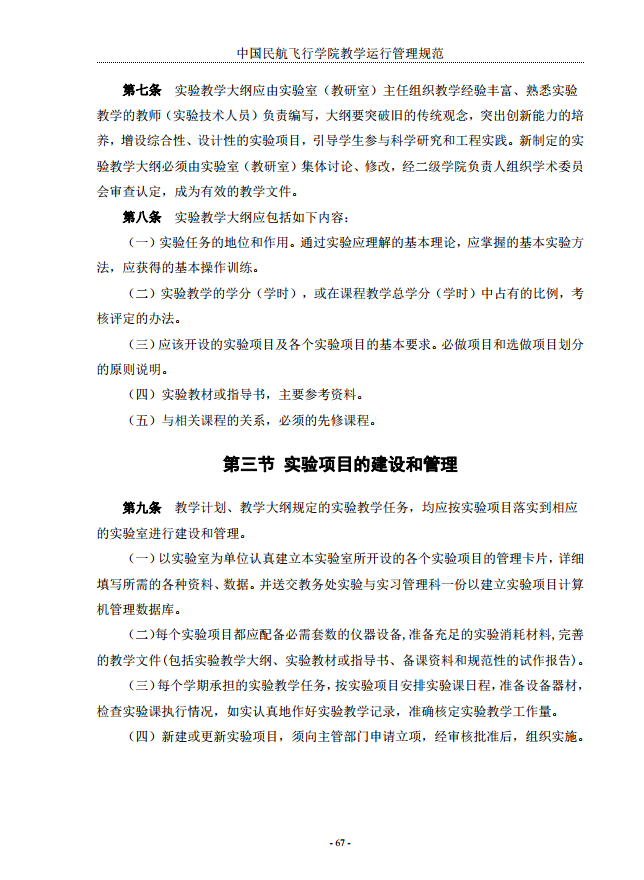 中国民航飞行学院教学运行管理规范
第七条 实验教学大纲应由实验室（教研室）主任组织教学经验丰富、熟悉实验
教学的教师（实验技术人员）负责编写，大纲要突破旧的传统观念，突出创新能力的培
养，增设综合性、设计性的实验项目，引导学生参与科学研究和工程实践。新制定的实
验教学大纲必须由实验室（教研室）集体讨论、修改，经二级学院负责人组织学术委员
会审查认定，成为有效的教学文件。
第八条 实验教学大纲应包括如下内容：
（一）实验任务的地位和作用。通过实验应理解的基本理论，应掌握的基本实验方
法，应获得的基本操作训练。
（二）实验教学的学分（学时），或在课程教学总学分（学时）中占有的比例，考
核评定的办法。
（三）应该开设的实验项目及各个实验项目的基本要求。必做项目和选做项目划分
的原则说明。
（四）实验教材或指导书，主要参考资料。
（五）与相关课程的关系，必须的先修课程。
第三节 实验项目的建设和管理
第九条 教学计划、教学大纲规定的实验教学任务，均应按实验项目落实到相应
的实验室进行建设和管理。
（一）以实验室为单位认真建立本实验室所开设的各个实验项目的管理卡片，详细
填写所需的各种资料、数据。并送交教务处实验与实习管理科一份以建立实验项目计算
机管理数据库。
（二）每个实验项目都应配备必需套数的仪器设备,准备充足的实验消耗材料,完善
的教学文件(包括实验教学大纲、实验教材或指导书、备课资料和规范性的试作报告)。
（三）每个学期承担的实验教学任务，按实验项目安排实验课日程，准备设备器材，
检查实验课执行情况，如实认真地作好实验教学记录，准确核定实验教学工作量。
（四）新建或更新实验项目，须向主管部门申请立项，经审核批准后，组织实施。
- 67 -